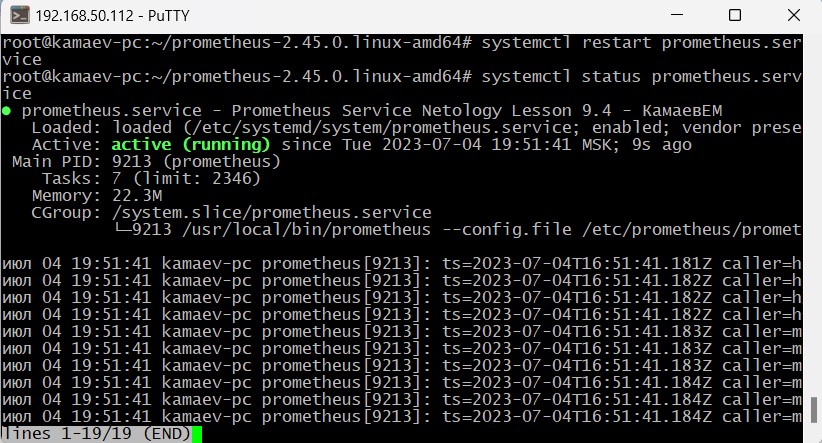 192.168.50.112 - PuTTY
root@kamaev-pc:~/prometheus-2.45.0.linux-amd64# systemctl restart prometheus.ser
vice
root@kamaev-pc:~/prometheus-2.45.0.linux-amd64# systemctl status prometheus.serv
ice
● prometheus.service - Prometheus Service Netology Lesson 9.4 - КамаевЕМ
Loaded: loaded (/etc/systemd/system/prometheus.service; enabled; vendor prese
Active: active (running) since Tue 2023-07-04 19:51:41 MSK; 9s ago
Main PID: 9213 (prometheus)
Tasks: 7 (limit: 2346)
Memory: 22.3M
CGroup: /system.slice/prometheus.service
└─9213 /usr/local/bin/prometheus --config.file /etc/prometheus/promet
июл 04 19:51:41 kamaev-pc prometheus[9213]: ts=2023-07-04T16:51:41.181Z caller=h
июл 04 19:51:41 kamaev-pc prometheus[9213]: ts=2023-07-04T16:51:41.182Z caller=h
июл 04 19:51:41 kamaev-pc prometheus[9213]: ts=2023-07-04T16:51:41.182Z caller=h
июл 04 19:51:41 kamaev-pc prometheus[9213]: ts=2023-07-04T16:51:41.182Z caller=h
июл 04 19:51:41 kamaev-pc prometheus[9213]: ts=2023-07-04T16:51:41.183Z caller=m
июл 04 19:51:41 kamaev-pc prometheus[9213]: ts=2023-07-04T16:51:41.183Z caller=m
июл 04 19:51:41 kamaev-pc prometheus[9213]: ts=2023-07-04T16:51:41.183Z caller=m
июл 04 19:51:41 kamaev-pc prometheus[9213]: ts=2023-07-04T16:51:41.184Z caller=m
июл 04 19:51:41 kamaev-pc prometheus[9213]: ts=2023-07-04T16:51:41.184Z caller=m
июл 04 19:51:41 kamaev-pc prometheus[9213]: ts=2023-07-04T16:51:41.184Z caller=m
lines 1-19/19 (END)